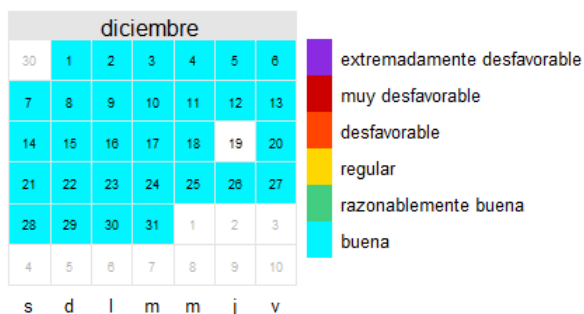 diciembre
30 1 2 3 4 5 6
7 8 9 10 11 12 13
14 15 16 17 18 19 20
21 22 23 24 25 26 27
28 29 30 31 1 2 3
4 5 6 7 8 9 10
s d l m m j v
extremadamente desfavorable
muy desfavorable
desfavorable
regular
razonablemente buena
buena